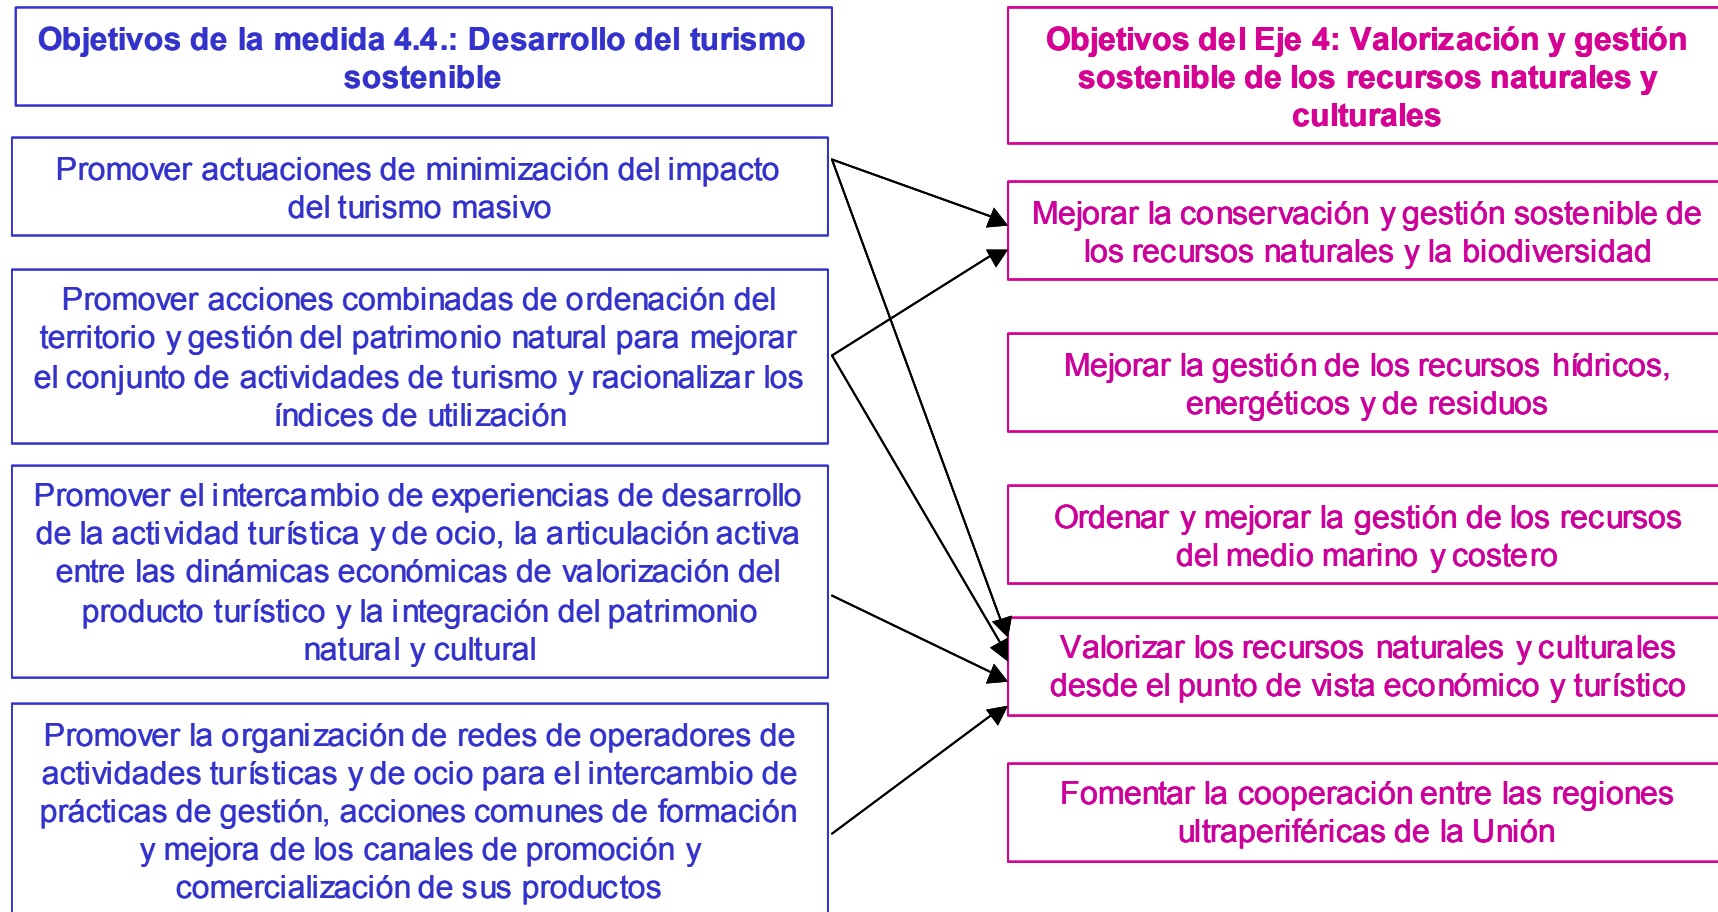 Objetivos de la medida 4.4.: Desarrollo del turismo
sostenible
Promover actuaciones de minimización del impacto
del turismo masivo
Promover acciones combinadas de ordenación del
territorio y gestión del patrimonio natural para mejorar
el conjunto de actividades de turismo y racionalizar los
índices de utilización
Promover el intercambio de experiencias de desarrollo
de la actividad turística y de ocio, la articulación activa
entre las dinámicas económicas de valorización del
producto turístico y la integración del patrimonio
natural y cultural
Promover la organización de redes de operadores de
actividades turísticas y de ocio para el intercambio de
prácticas de gestión, acciones comunes de formación
y mejora de los canales de promoción y
comercialización de sus productos
Objetivos del Eje 4: Valorización y gestión
sostenible de los recursos naturales y
culturales
Mejorar la conservación y gestión sostenible de
los recursos naturales y la biodiversidad
Mejorar la gestión de los recursos hídricos,
energéticos y de residuos
Ordenar y mejorar la gestión de los recursos
del medio marino y costero
Valorizar los recursos naturales y culturales
desde el punto de vista económico y turístico
Fomentar la cooperación entre las regiones
ultraperiféricas de la Unión